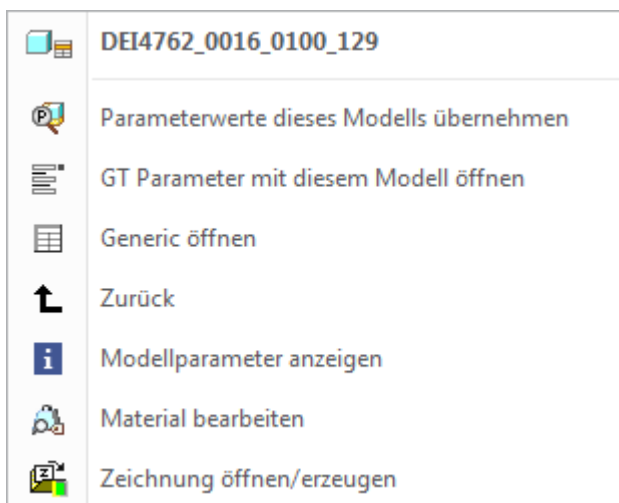 DEI4762_0016_0100_129
Parameterwerte dieses Modells übernehmen
GT Parameter mit diesem Modell öffnen
Generic öffnen
Zurück
Modellparameter anzeigen
Material bearbeiten
Zeichnung öffnen/erzeugen